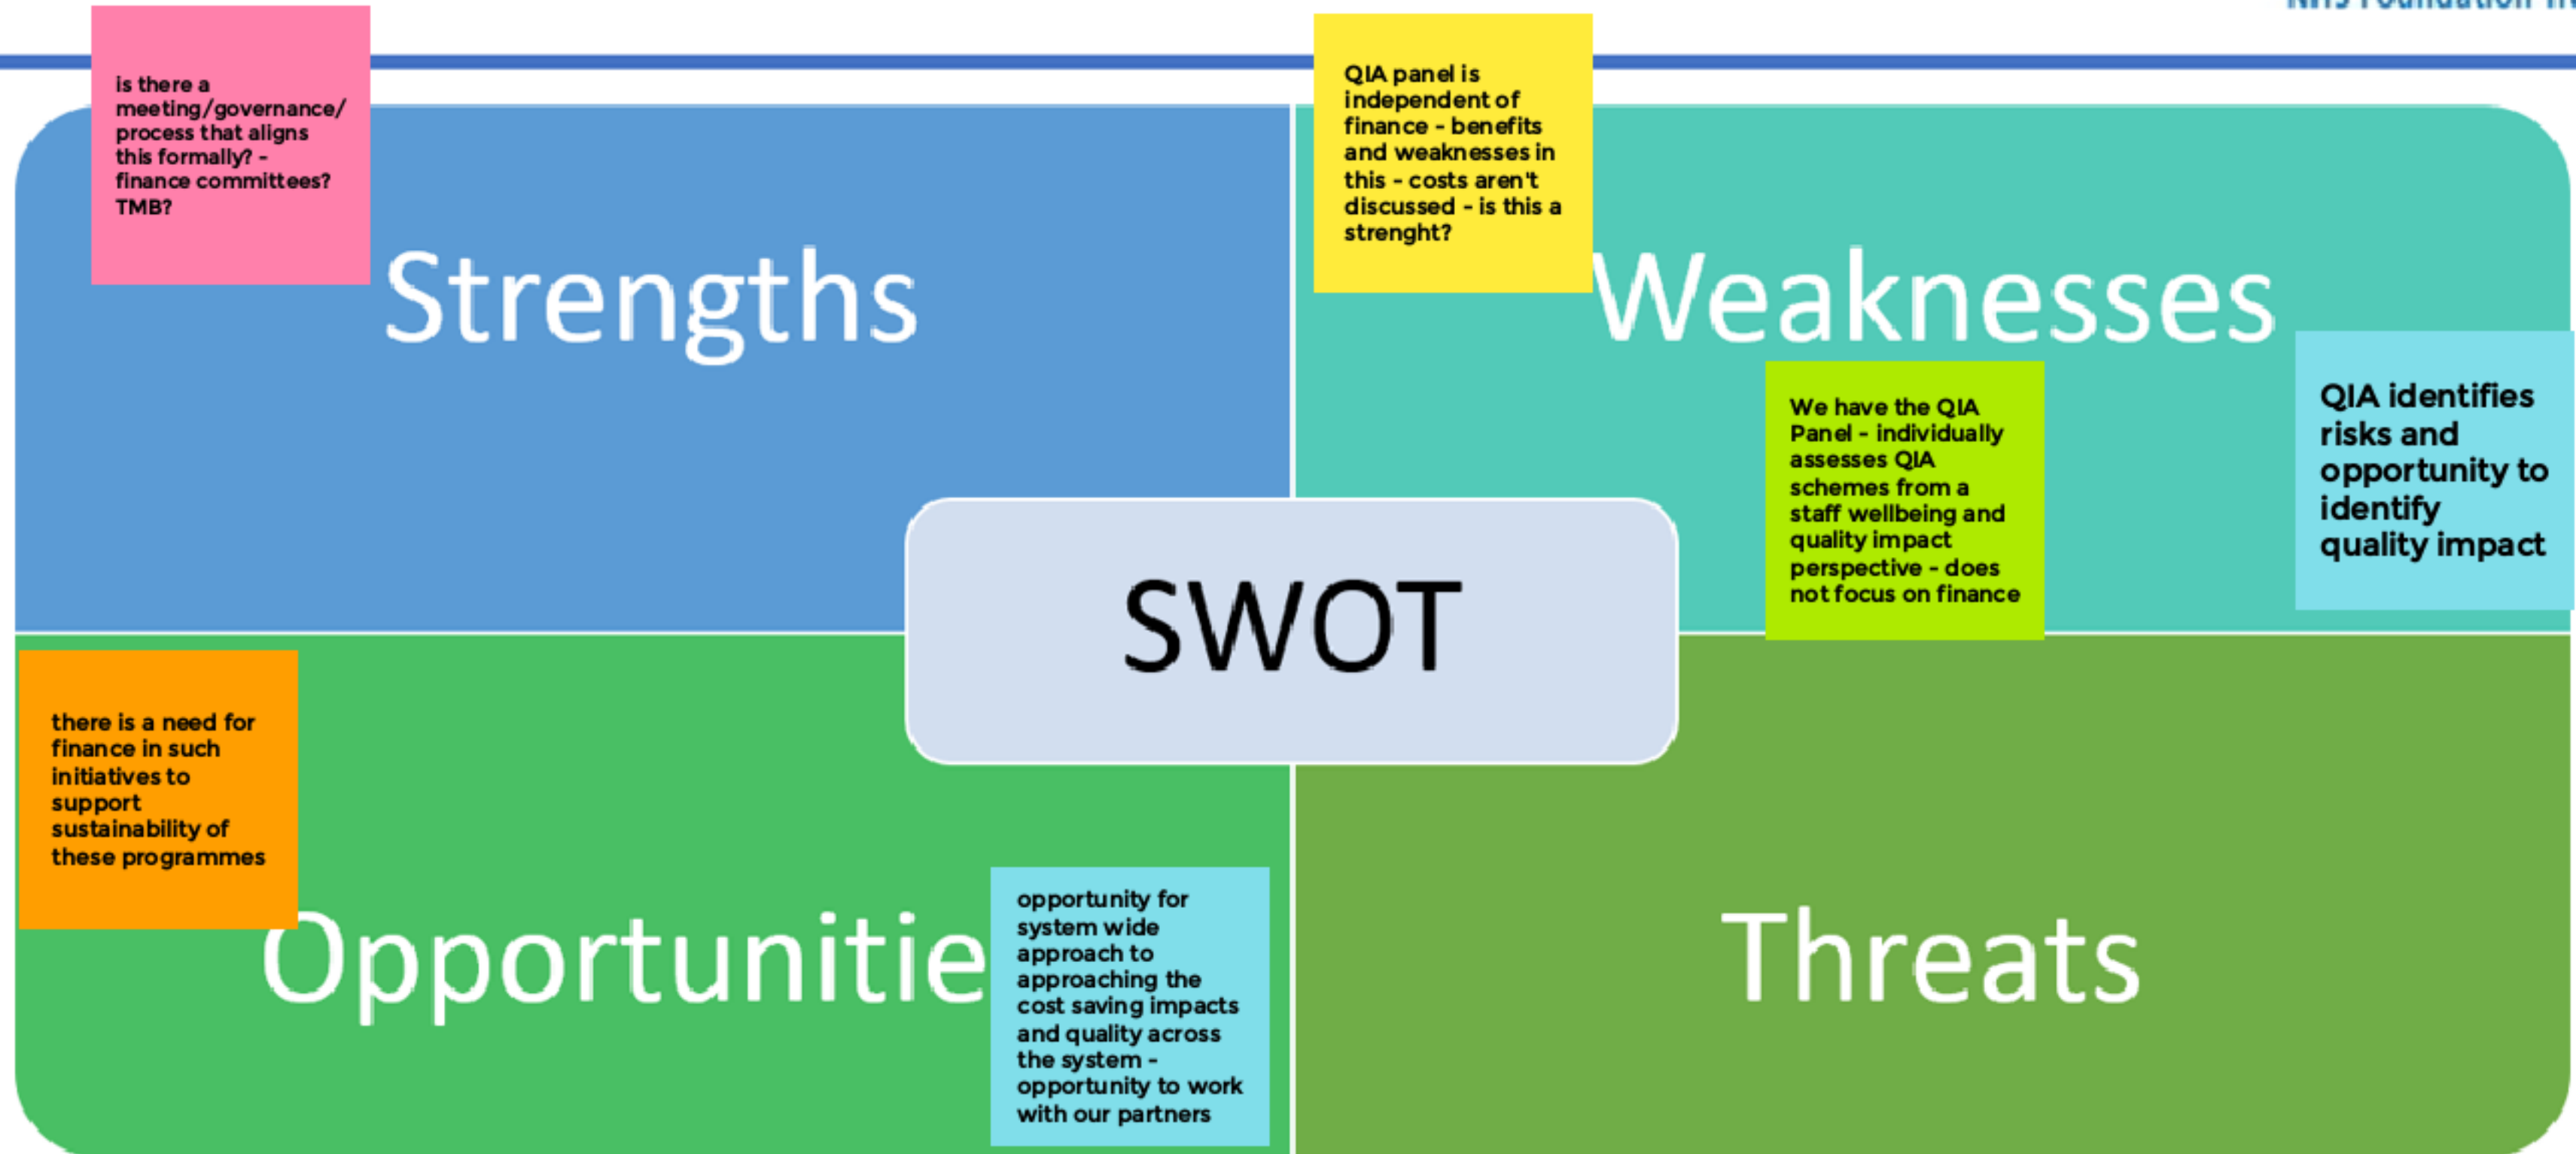 is there a
meeting/governance/
process that aligns
this formally? -
finance committees?
TMB?
Strengths
QIA panel is
independent of
finance - benefits
and weaknesses in
this - costs aren't
discussed - is this a
strenght?
Weaknesses
We have the QIA
Panel - individually
assesses QIA
schemes from a
staff wellbeing and
quality impact
perspective - does
not focus on finance
QIA identifies
risks and
opportunity to
identify
quality impact
SWOT
there is a need for
finance in such
initiatives to
support
sustainability of
these programmes
Opportunitie
opportunity for
system wide
approach to
approaching the
cost saving impacts
and quality across
the system -
opportunity to work
with our partners
Threats